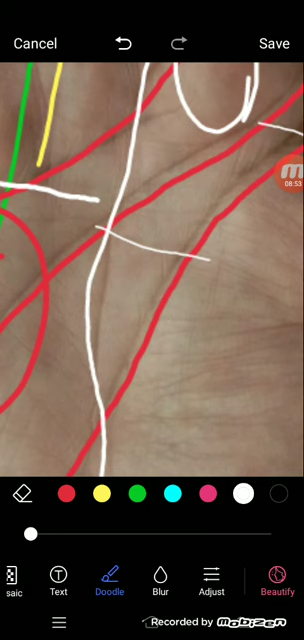 Cancel
Save
08:53
saic
Text
Doodle
Blur
Adjust
Beautify
Recorded by mobizen